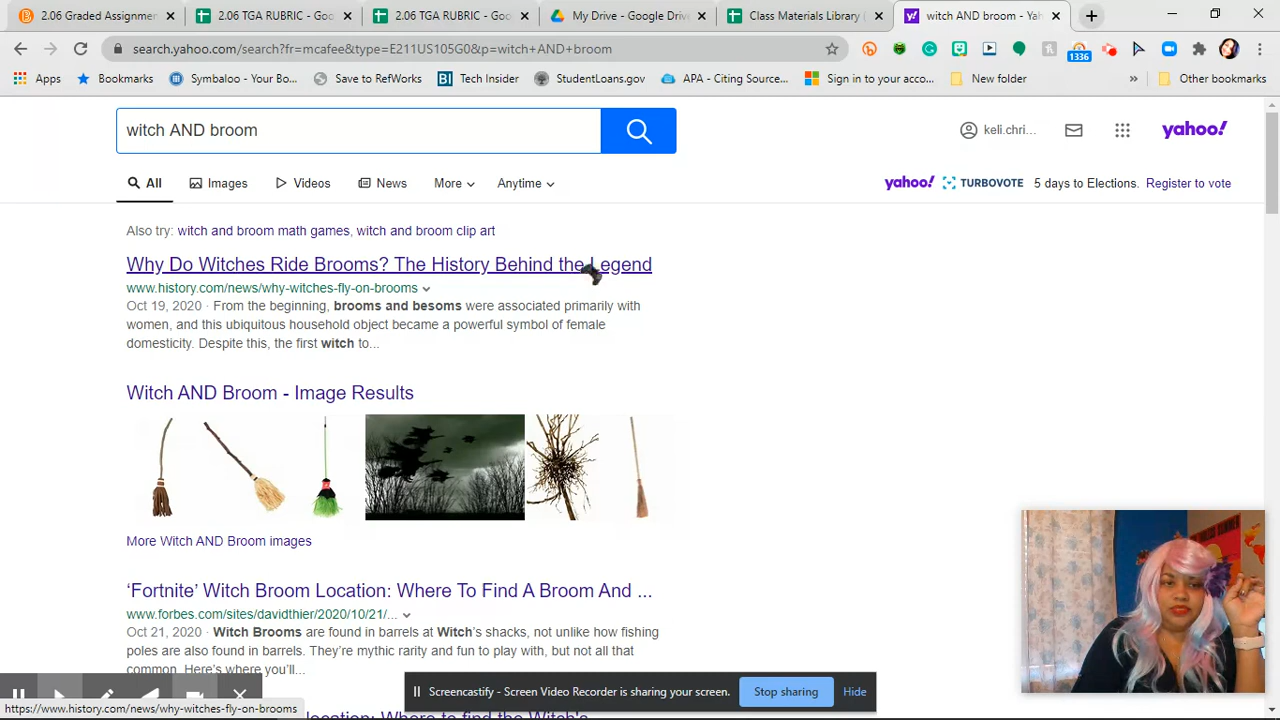 2.06 Graded Assignmen
2.06 TGA RUBRIC - Goo
2.06 TGA RUBRIC - Goo
My Drive - Google Drive
Class Materials Library (
witch AND broom - Yah
search.yahoo.com/search?fr=mcafee&type=E211US105G0&p=witch+AND+broom
1336
Apps
Bookmarks
Symbaloo - Your Bo...
Save to RefWorks
BI Tech Insider
StudentLoans.gov
APA - Citing Source...
Sign in to your acco...
New folder
»
Other bookmarks
witch AND broom
keli.chri...
yahoo!
All
Images
Videos
News
More
Anytime
yahoo! TURBOVOTE 5 days to Elections. Register to vote
Also try: witch and broom math games, witch and broom clip art
Why Do Witches Ride Brooms? The History Behind the Legend
www.history.com/news/why-witches-fly-on-brooms
Oct 19, 2020 · From the beginning, brooms and besoms were associated primarily with
women, and this ubiquitous household object became a powerful symbol of female
domesticity. Despite this, the first witch to...
Witch AND Broom - Image Results
More Witch AND Broom images
‘Fortnite’ Witch Broom Location: Where To Find A Broom And ...
www.forbes.com/sites/davidthier/2020/10/21/...
Oct 21, 2020 · Witch Brooms are found in barrels at Witch's shacks, not unlike how fishing
poles are also found in barrels. They're mythic rarity and fun to play with, but not all that
common. Here's where you'll...
Screencastify - Screen Video Recorder is sharing your screen.
Stop sharing
Hide
https://www.history.com/news/why-witches-fly-on-brooms
location: Where to find the Witch's